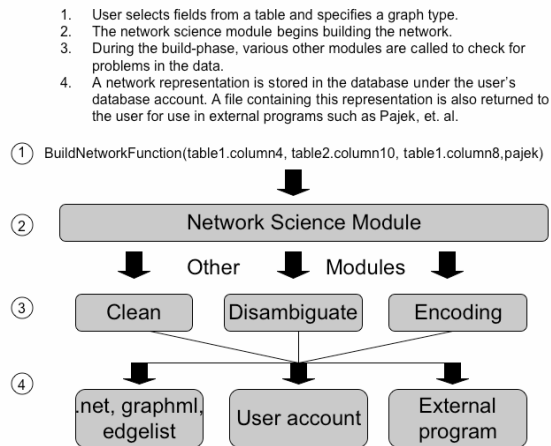 1. User selects fields from a table and specifies a graph type.
2. The network science module begins building the network.
3. During the build-phase, various other modules are called to check for
problems in the data.
4. A network representation is stored in the database under the user's
database account. A file containing this representation is also returned to
the user for use in external programs such as Pajek, et. al.
1 BuildNetworkFunction(table1.column4, table2.column10, table1.column8,pajek)
2 Network Science Module
Other Modules
3 Clean Disambiguate Encoding
4
.net, graphml,
edgelist
User account
External
program